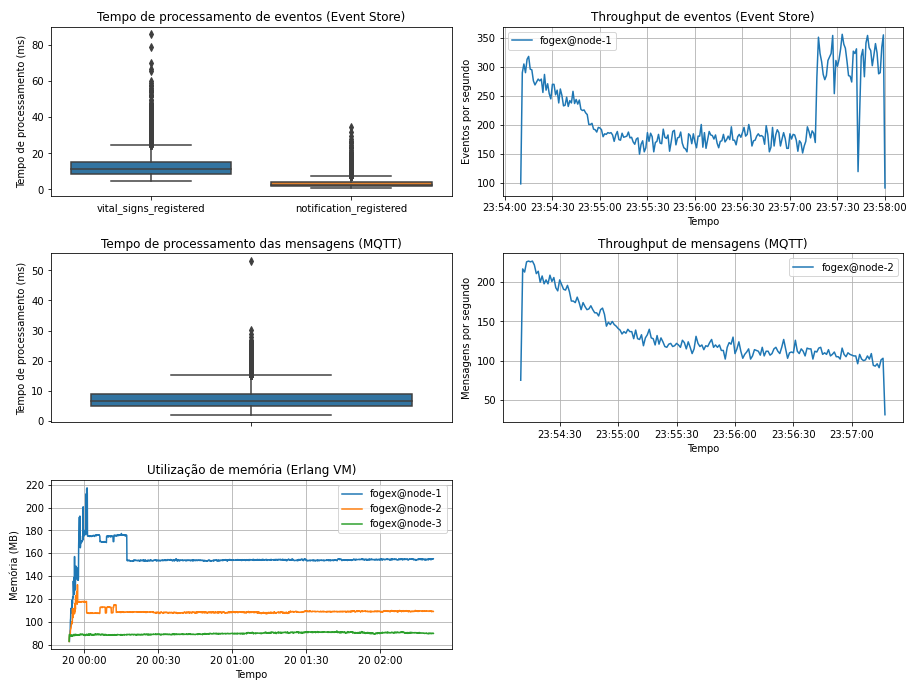 Tempo de processamento de eventos (Event Store)
Tempo de processamento (ms)
80
60
40
20
0
vital_signs_registered
notification_registered
Throughput de eventos (Event Store)
fogex@node-1
Eventos por segundo
350
300
250
200
150
100
23:54:00
23:54:30
23:55:00
23:55:30
23:56:00
23:56:30
23:57:00
23:57:30
23:58:00
Tempo
Tempo de processamento das mensagens (MQTT)
Tempo de processamento (ms)
50
40
30
20
10
0
Throughput de mensagens (MQTT)
fogex@node-2
Mensagens por segundo
200
150
100
50
23:54:30
23:55:00
23:55:30
23:56:00
23:56:30
23:57:00
Tempo
Utilização de memória (Erlang VM)
fogex@node-1
fogex@node-2
fogex@node-3
Memória (MB)
220
200
180
160
140
120
100
80
20 00:00
20 00:30
20 01:00
20 01:30
20 02:00
Tempo